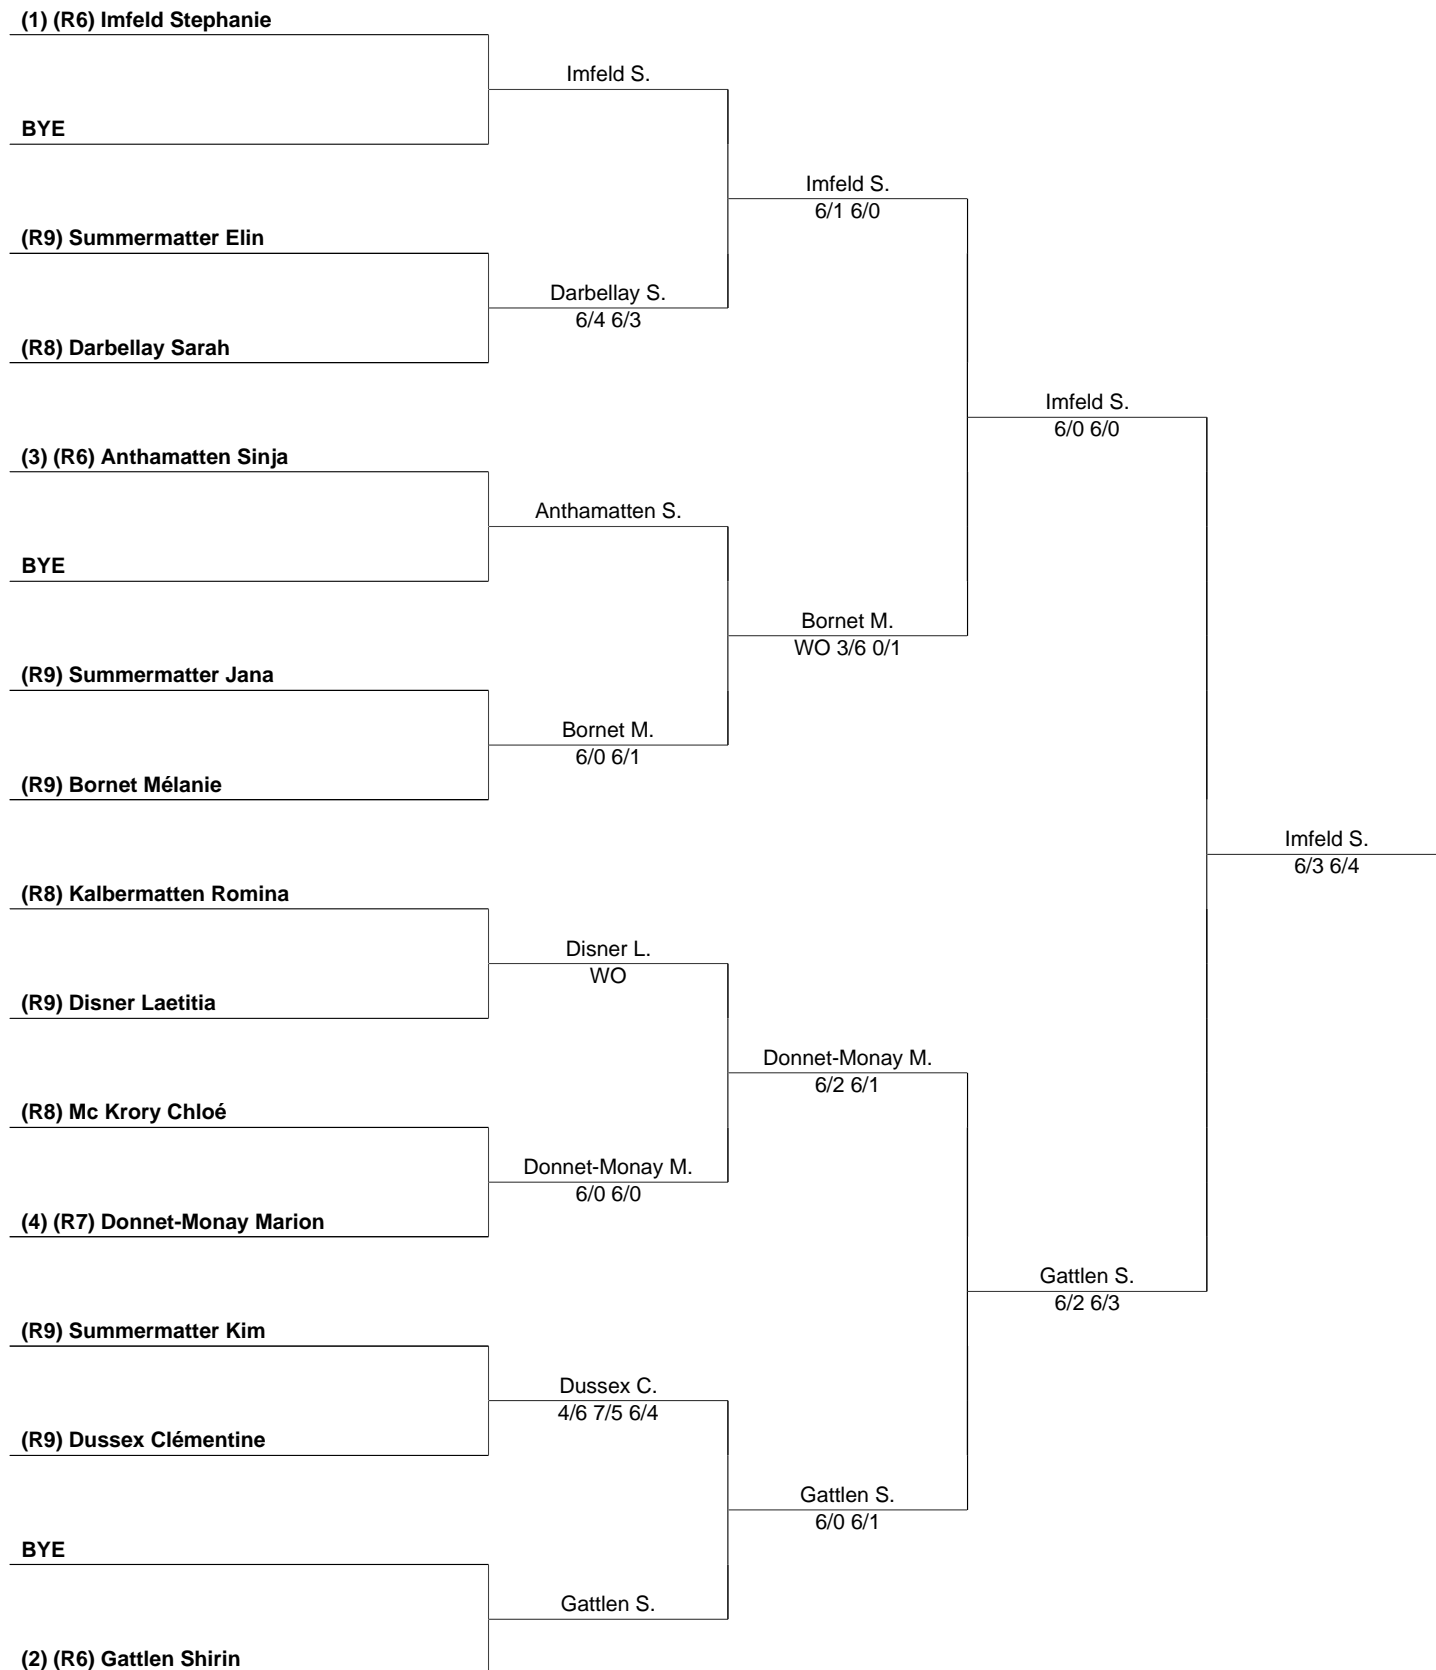 (1) (R6) Imfeld Stephanie
Imfeld S.
BYE
Imfeld S.
6/1 6/0
(R9) Summermatter Elin
Darbellay S.
6/4 6/3
(R8) Darbellay Sarah
Imfeld S.
6/0 6/0
(3) (R6) Anthamatten Sinja
Anthamatten S.
BYE
Bornet M.
WO 3/6 0/1
(R9) Summermatter Jana
Bornet M.
6/0 6/1
(R9) Bornet Mélanie
Imfeld S.
6/3 6/4
(R8) Kalbermatten Romina
Disner L.
WO
(R9) Disner Laetitia
Donnet-Monay M.
6/2 6/1
(R8) Mc Krory Chloé
Donnet-Monay M.
6/0 6/0
(4) (R7) Donnet-Monay Marion
Gattlen S.
6/2 6/3
(R9) Summermatter Kim
Dussex C.
4/6 7/5 6/4
(R9) Dussex Clémentine
Gattlen S.
6/0 6/1
BYE
Gattlen S.
(2) (R6) Gattlen Shirin